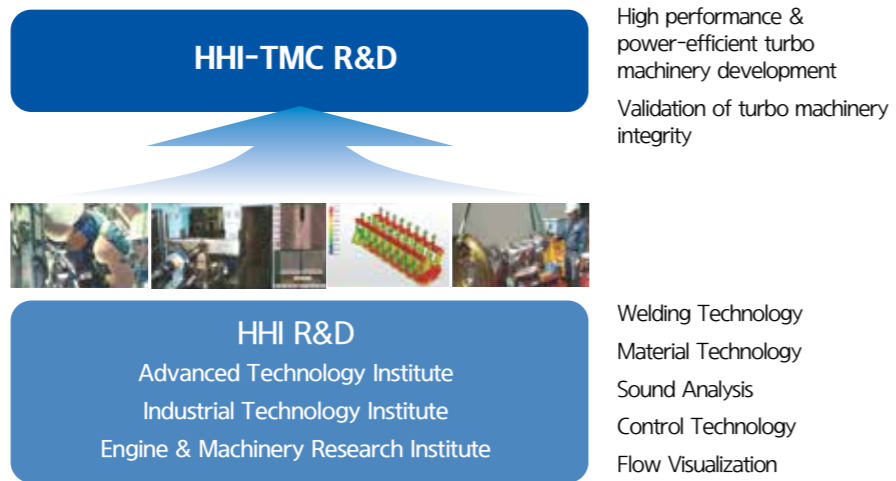 HHI-TMC R&D
High performance &
power-efficient turbo
machinery development
Validation of turbo machinery
integrity
HHI R&D
Advanced Technology Institute
Industrial Technology Institute
Engine & Machinery Research Institute
Welding Technology
Material Technology
Sound Analysis
Control Technology
Flow Visualization